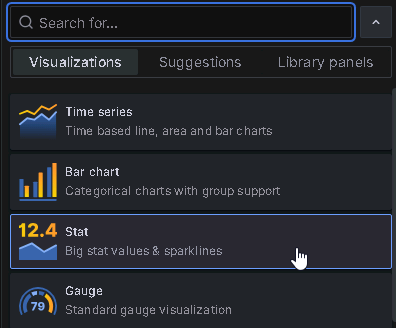 Search for...
Visualizations Suggestions Library panels
Time series
Time based line, area and bar charts
Bar chart
Categorical charts with group support
12.4
Stat
Big stat values & sparklines
Gauge
79
Standard gauge visualization